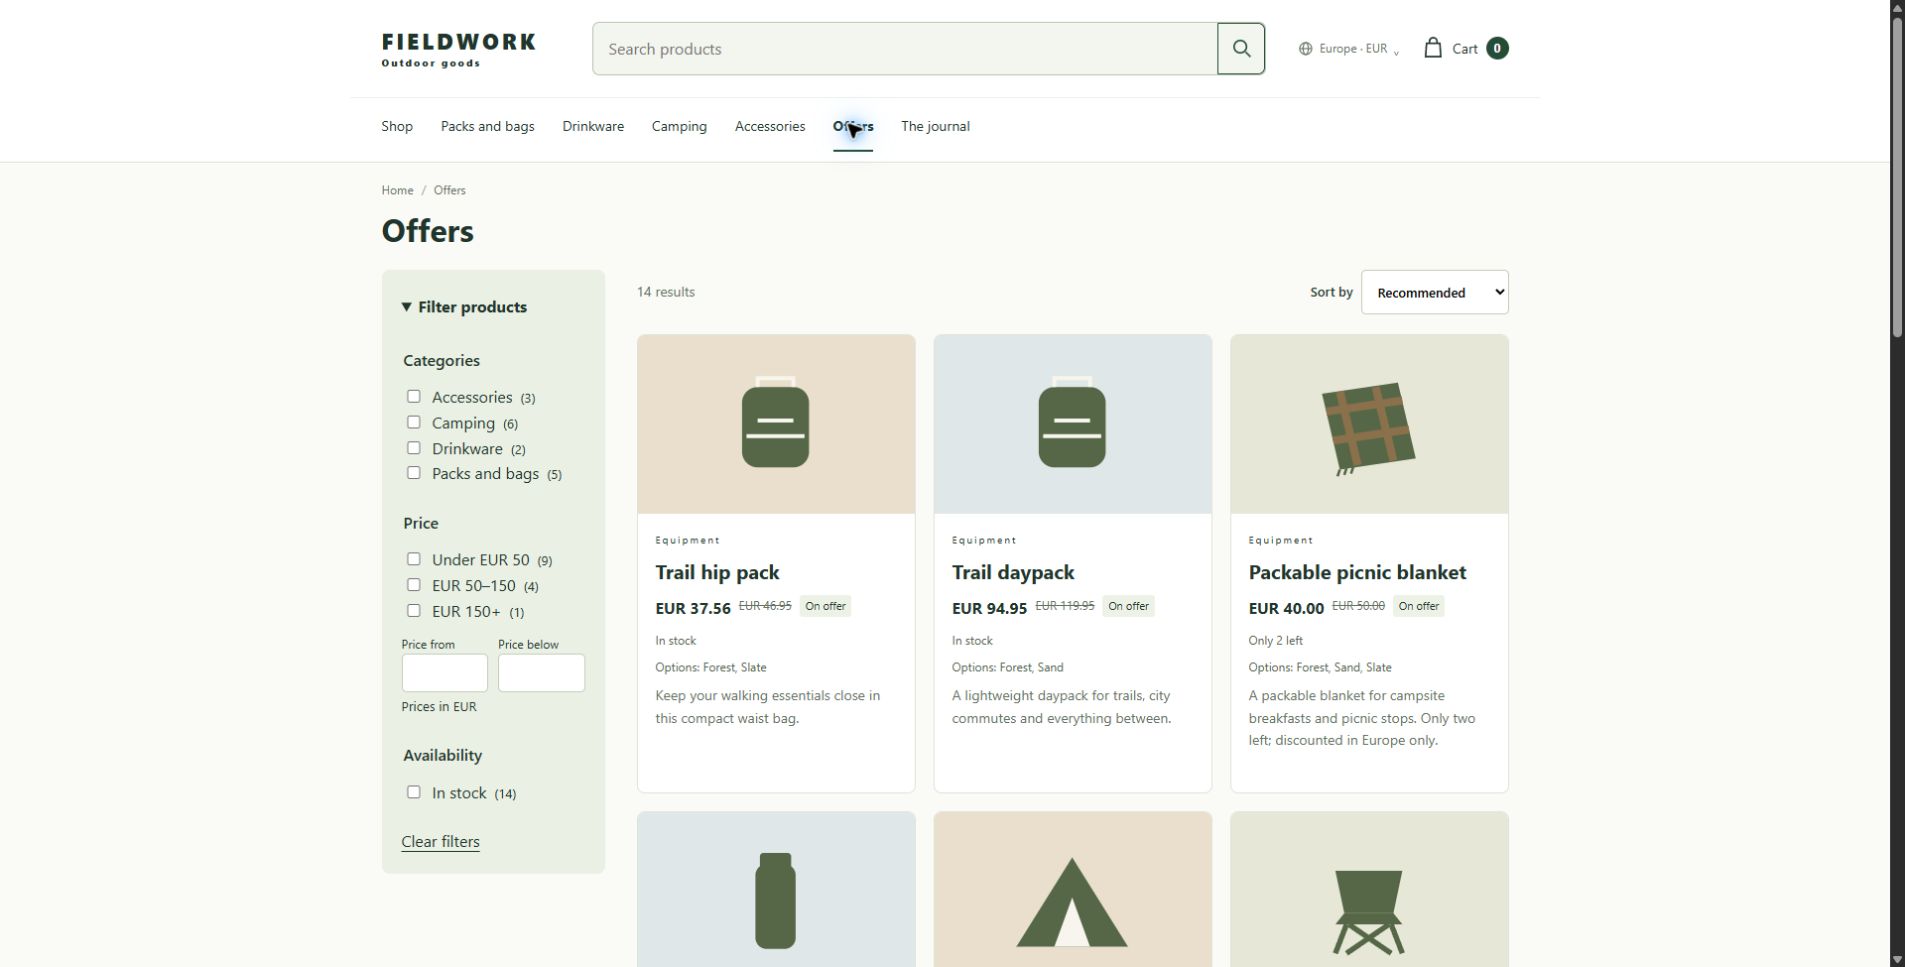 FIELDWORK
Outdoor goods
Search products
Europe · EUR
Cart 0
Shop Packs and bags Drinkware Camping Accessories Offers The journal
Home / Offers
Offers
Filter products
Categories
Accessories (3)
Camping (6)
Drinkware (2)
Packs and bags (5)
Price
Under EUR 50 (9)
EUR 50–150 (4)
EUR 150+ (1)
Price from Price below
Prices in EUR
Availability
In stock (14)
Clear filters
14 results
Sort by Recommended
Equipment
Trail hip pack
EUR 37.56 EUR 46.95 On offer
In stock
Options: Forest, Slate
Keep your walking essentials close in
this compact waist bag.
Equipment
Trail daypack
EUR 94.95 EUR 119.95 On offer
In stock
Options: Forest, Sand
A lightweight daypack for trails, city
commutes and everything between.
Equipment
Packable picnic blanket
EUR 40.00 EUR 50.00 On offer
Only 2 left
Options: Forest, Sand, Slate
A packable blanket for campsite
breakfasts and picnic stops. Only two
left; discounted in Europe only.